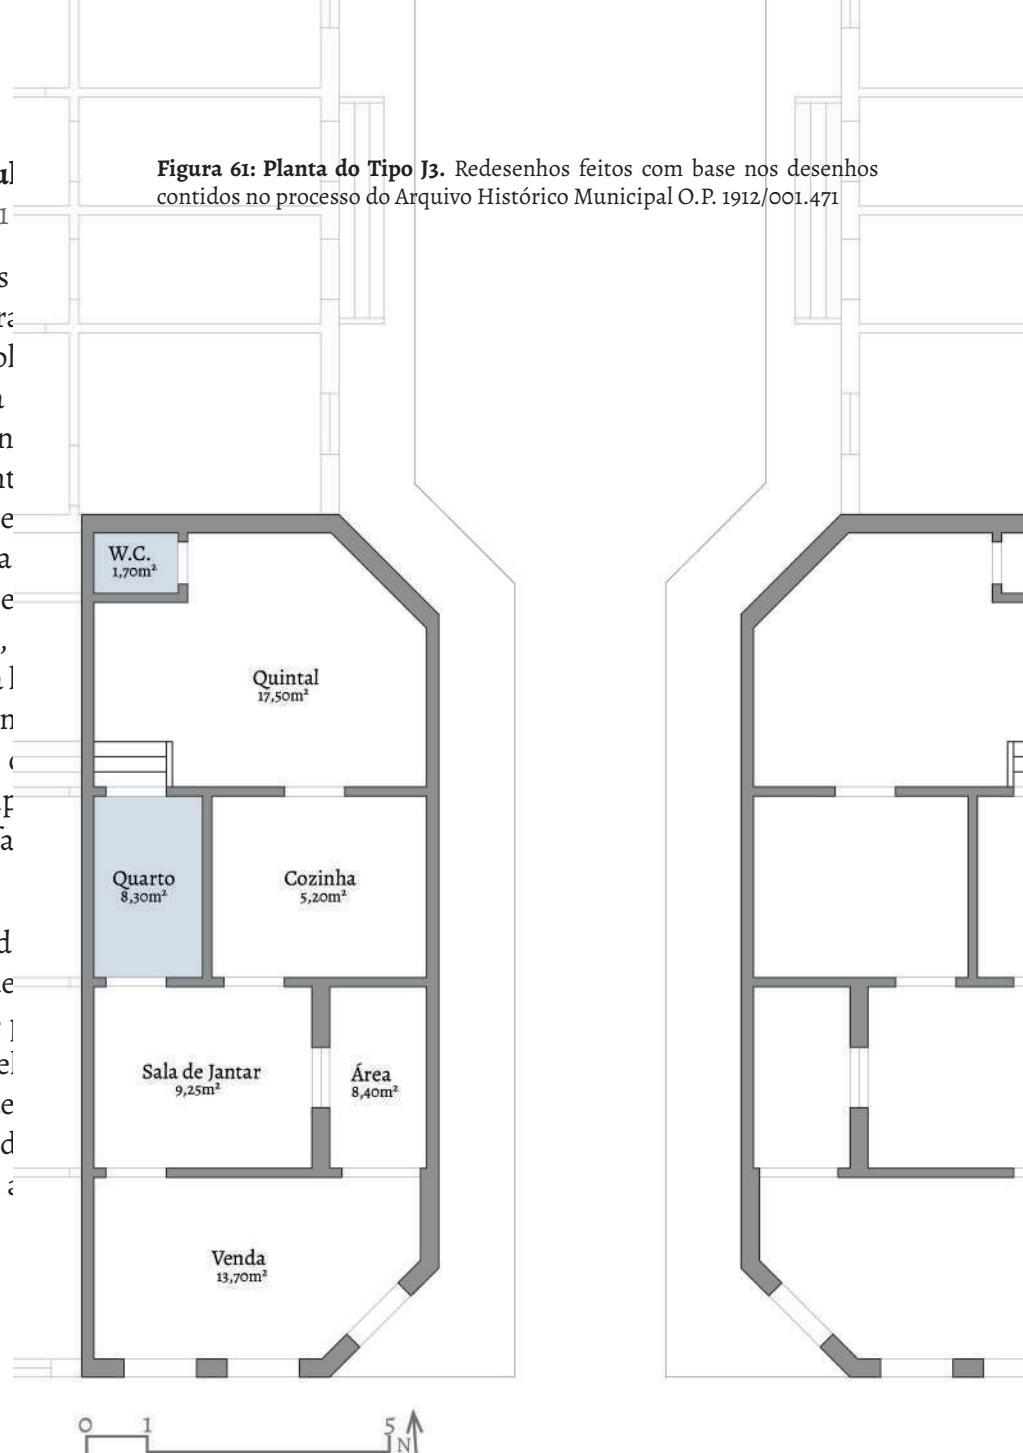 Figura 61: Planta do Tipo J3. Redesenhos feitos com base nos desenhos
contidos no processo do Arquivo Histórico Municipal O.P. 1912/001.471
W.C.
1,70m²
Quintal
17,50m²
Quarto
8,30m²
Cozinha
5,20m²
Sala de Jantar
9,25m²
Área
8,40m²
Venda
13,70m²
0 1 5
N